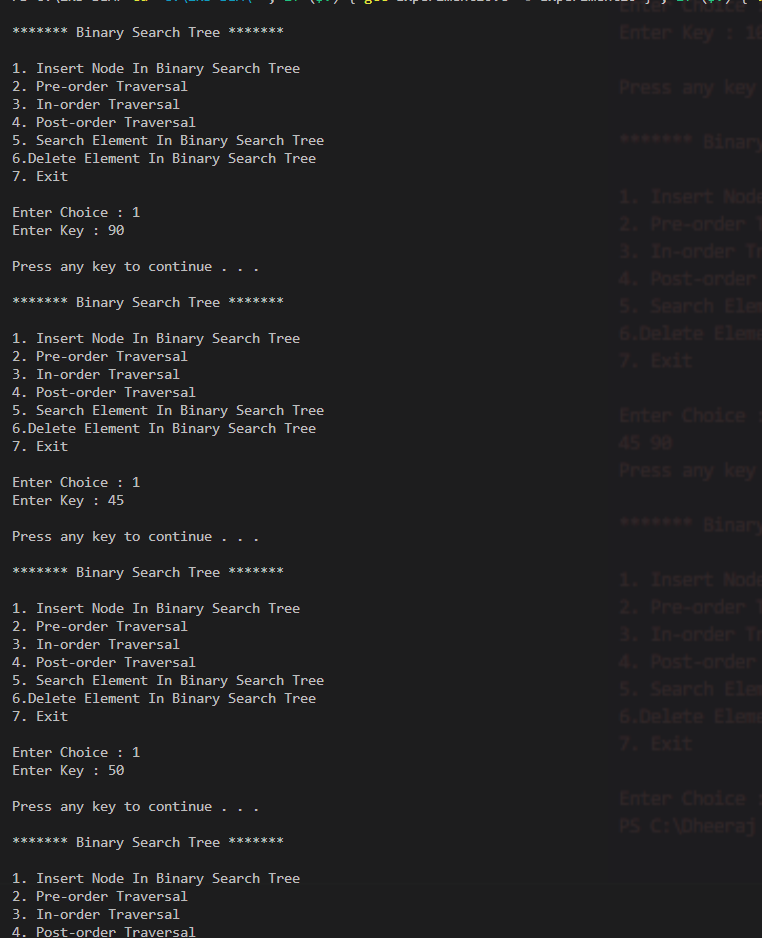 ******* Binary Search Tree *******
1. Insert Node In Binary Search Tree
2. Pre-order Traversal
3. In-order Traversal
4. Post-order Traversal
5. Search Element In Binary Search Tree
6.Delete Element In Binary Search Tree
7. Exit
Enter Choice : 1
Enter Key : 90
Press any key to continue . . .
******* Binary Search Tree *******
1. Insert Node In Binary Search Tree
2. Pre-order Traversal
3. In-order Traversal
4. Post-order Traversal
5. Search Element In Binary Search Tree
6.Delete Element In Binary Search Tree
7. Exit
Enter Choice : 1
Enter Key : 45
Press any key to continue . . .
******* Binary Search Tree *******
1. Insert Node In Binary Search Tree
2. Pre-order Traversal
3. In-order Traversal
4. Post-order Traversal
5. Search Element In Binary Search Tree
6.Delete Element In Binary Search Tree
7. Exit
Enter Choice : 1
Enter Key : 50
Press any key to continue . . .
******* Binary Search Tree *******
1. Insert Node In Binary Search Tree
2. Pre-order Traversal
3. In-order Traversal
4. Post-order Traversal
Enter Key :
Press any key
******* Binary
1. Insert
2. Pre-order
3. In-order
4. Post-order
5. Search
6.Delete
7. Exit
Enter Choice
45 90
Press any key
******* Binary
1. Insert
2. Pre-order
3. In-order
4. Post-order
5. Search
6.Delete
7. Exit
Enter Choice
PS C:\Dheeraj